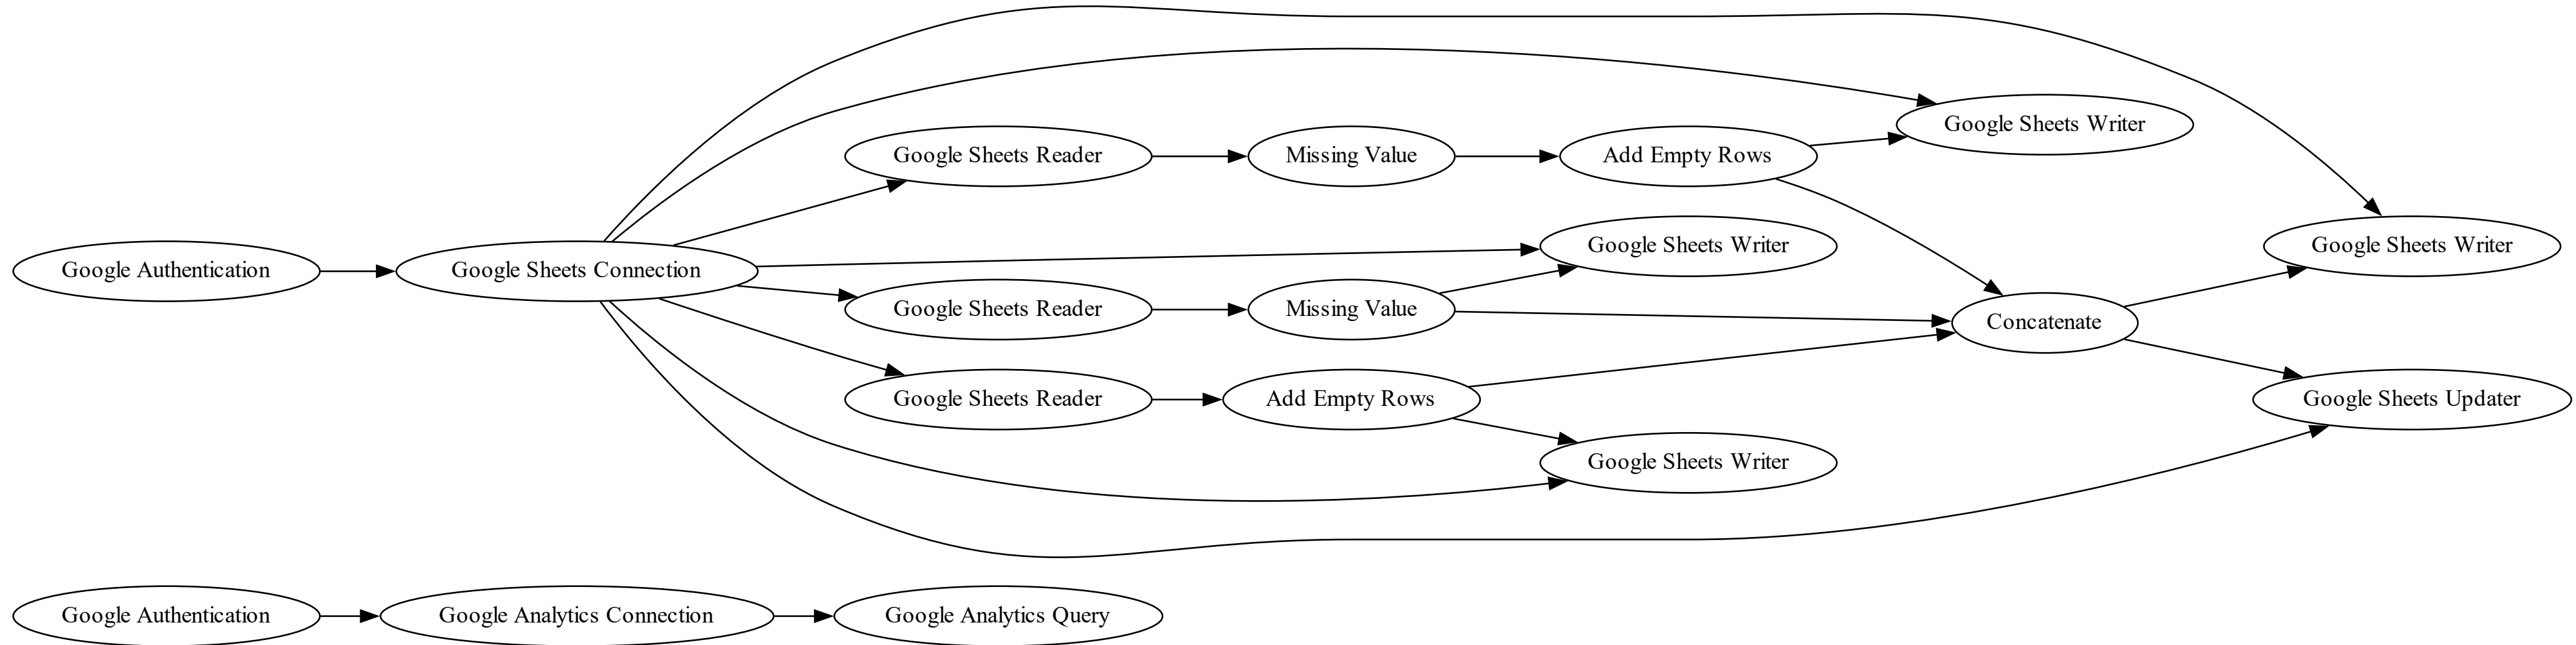 Google Authentication
Google Sheets Connection
Google Sheets Reader
Missing Value
Add Empty Rows
Google Sheets Writer
Google Sheets Writer
Google Sheets Reader
Missing Value
Google Sheets Writer
Concatenate
Google Sheets Reader
Add Empty Rows
Google Sheets Updater
Google Sheets Writer
Google Authentication
Google Analytics Connection
Google Analytics Query